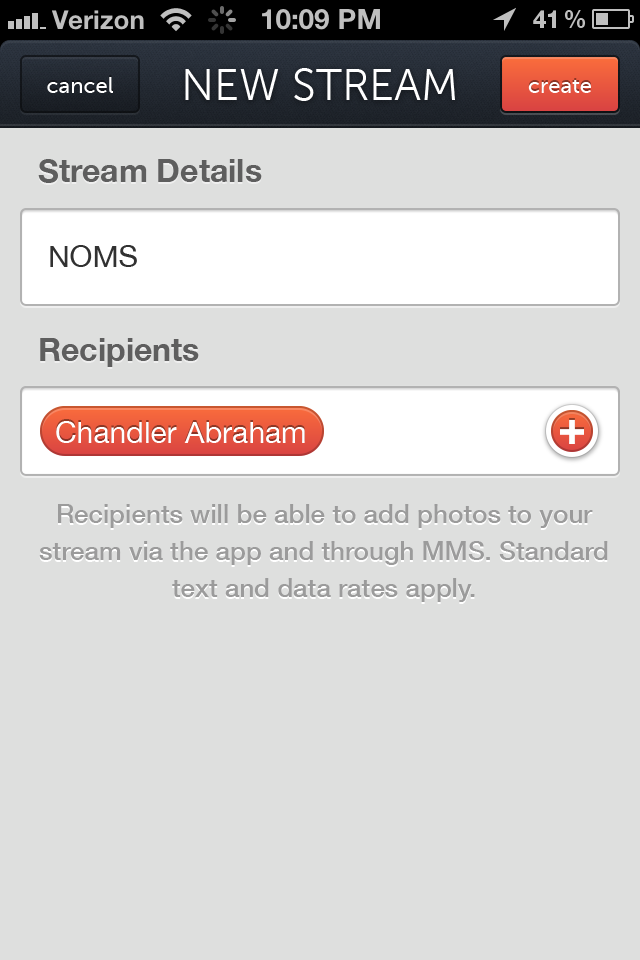 Verizon 10:09 PM 41 %
cancel NEW STREAM create
Stream Details
NOMS
Recipients
Chandler Abraham
Recipients will be able to add photos to your
stream via the app and through MMS. Standard
text and data rates apply.